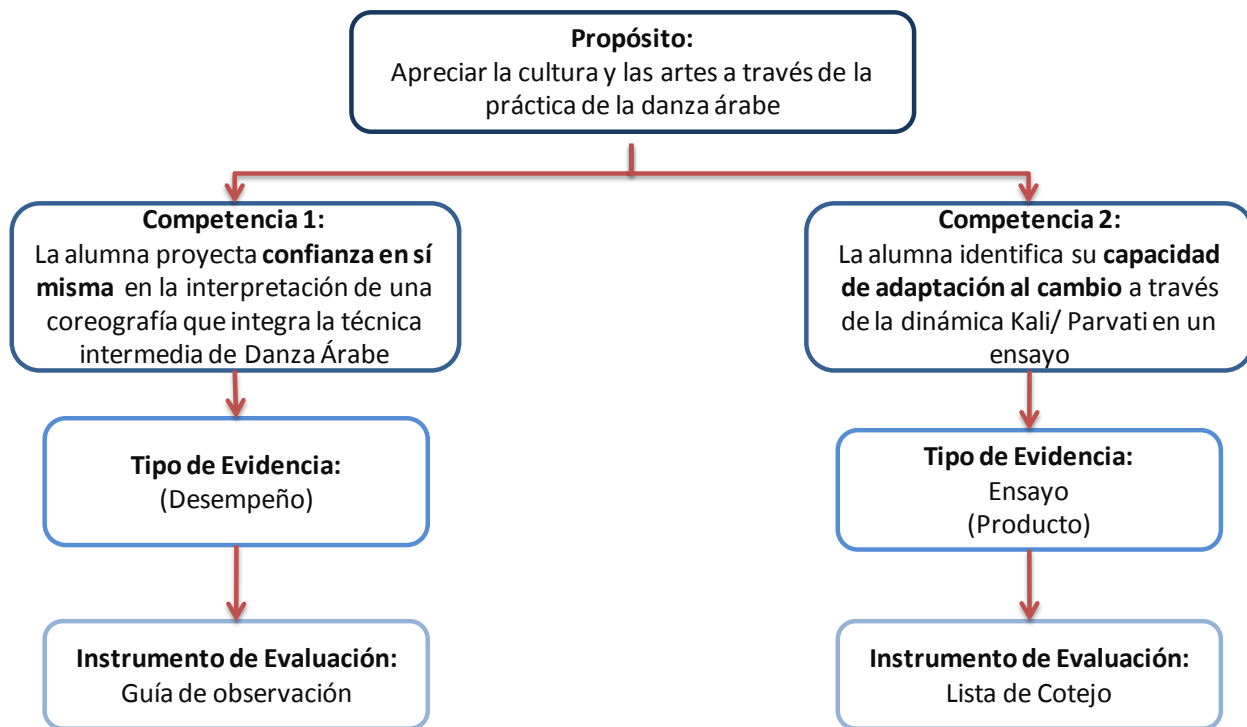 Propósito:
Apreciar la cultura y las artes a través de la
práctica de la danza árabe
Competencia 1:
La alumna proyecta confianza en sí
misma en la interpretación de una
coreografía que integra la técnica
intermedia de Danza Árabe
Competencia 2:
La alumna identifica su capacidad
de adaptación al cambio a través
de la dinámica Kali/ Parvati en un
ensayo
Tipo de Evidencia:
(Desempeño)
Tipo de Evidencia:
Ensayo
(Producto)
Instrumento de Evaluación:
Guía de observación
Instrumento de Evaluación:
Lista de Cotejo